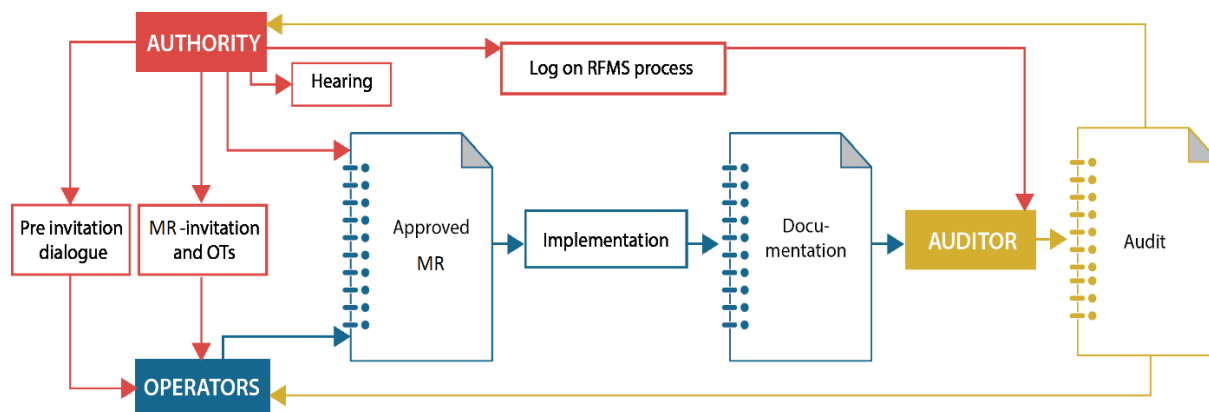 AUTHORITY
Hearing
Log on RFMS process
Pre invitation
dialogue
MR -invitation
and OTs
Approved
MR
Implementation
Docu-
mentation
AUDITOR
Audit
OPERATORS